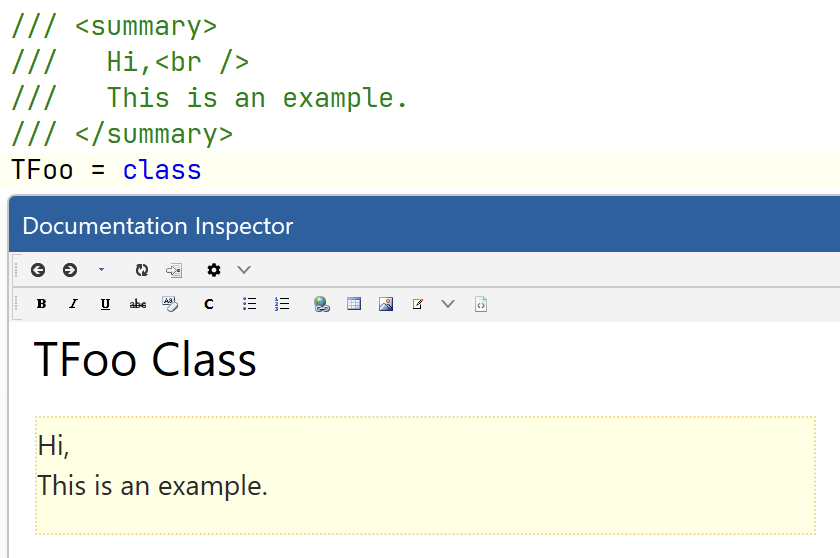 /// <summary>
///   Hi,<br />
///   This is an example.
/// </summary>
TFoo = class
Documentation Inspector
B I U abc AB C
TFoo Class
Hi,
This is an example.